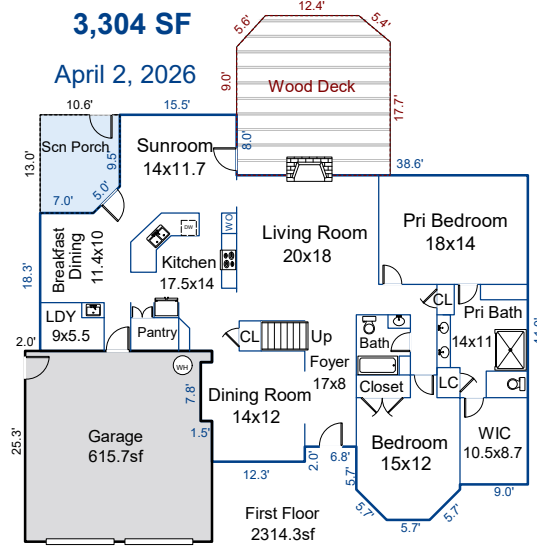 3,304 SF
April 2, 2026
12.4'
5.6'
5.4'
9.0'
Wood Deck
17.7'
10.6'
15.5'
Scn Porch
13.0'
9.5'
Sunroom
14x11.7
8.0'
38.6'
7.0'
5.0'
Breakfast
Dining
11.4x10
DW
WO
Kitchen
17.5x14
Living Room
20x18
Pri Bedroom
18x14
18.3'
LDY
9x5.5
Pantry
CL
Up
Foyer
17x8
Bath
CL
Pri Bath
14x11
2.0'
WH
7.8'
Dining Room
14x12
Closet
LC
25.3'
Garage
615.7sf
1.5'
12.3'
2.0'
6.8'
5.7'
Bedroom
15x12
WIC
10.5x8.7
9.0'
5.7'
5.7'
5.7'
First Floor
2314.3sf